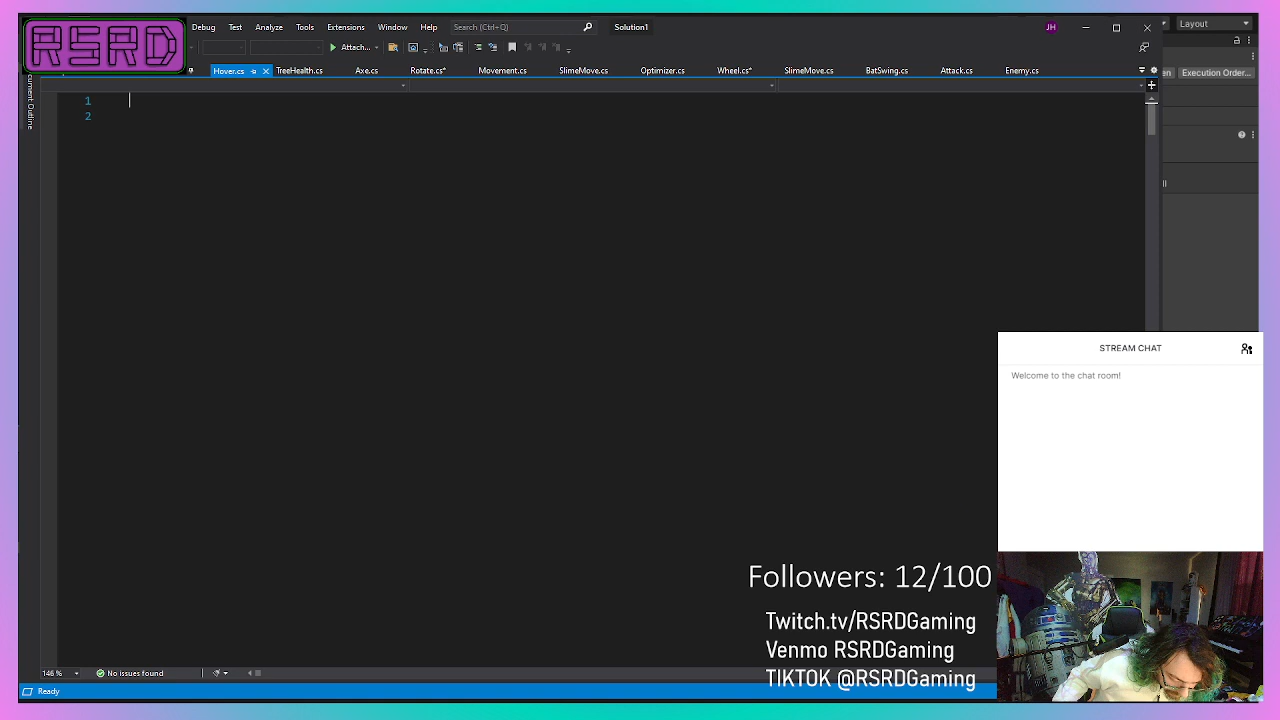 RSRD
Debug Test Analyze Tools Extensions Window Help Search (Ctrl+Q) Solution1 JH
Layout
Attach...
Hover.cs TreeHealth.cs Axe.cs Rotate.cs* Movement.cs SlimeMove.cs Optimizer.cs Wheel.cs* SlimeMove.cs BatSwing.cs Attack.cs Enemy.cs
en Execution Order...
cument Outline
1
2
STREAM CHAT
Welcome to the chat room!
Followers: 12/100
Twitch.tv/RSRDGaming
Venmo RSRDGaming
TIKTOK @RSRDGaming
146 % No issues found
Ready